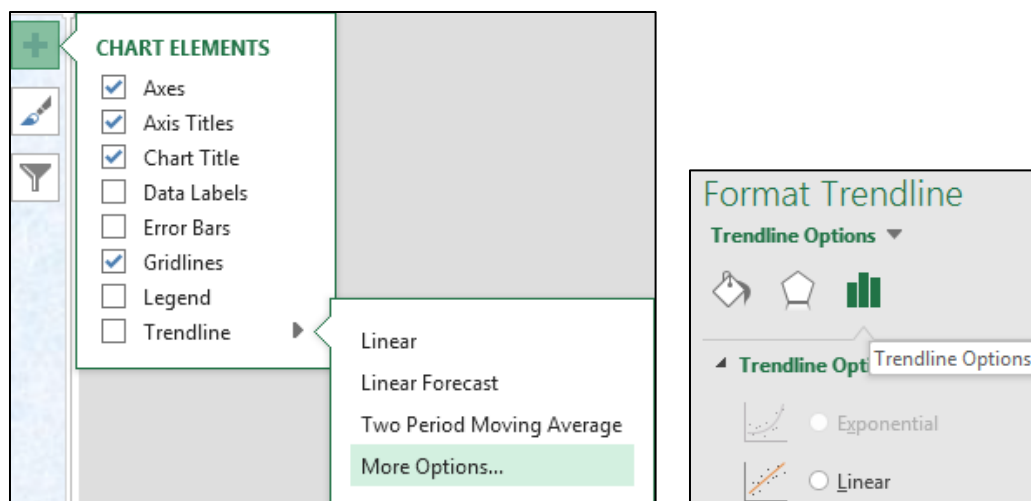 CHART ELEMENTS
Axes
Axis Titles
Chart Title
Data Labels
Error Bars
Gridlines
Legend
Trendline
Linear
Linear Forecast
Two Period Moving Average
More Options...
Format Trendline
Trendline Options
Trendline Opti
Trendline Options
Exponential
Linear